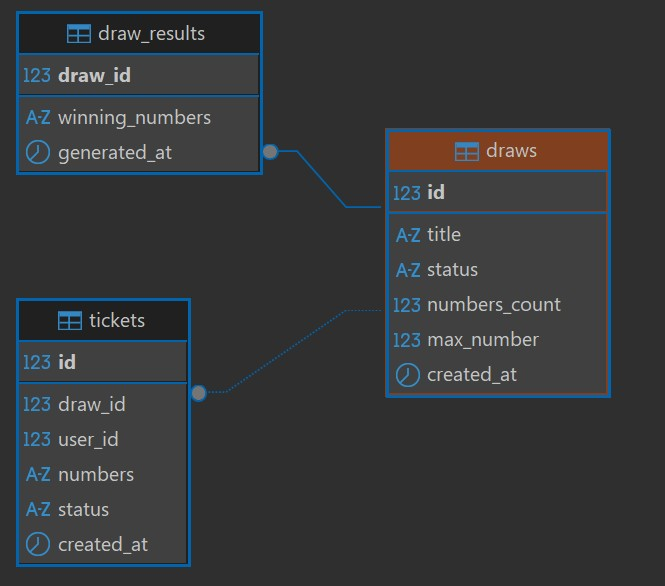 draw_results
123 draw_id
A-Z winning_numbers
generated_at
draws
123 id
A-Z title
A-Z status
123 numbers_count
123 max_number
created_at
tickets
123 id
123 draw_id
123 user_id
A-Z numbers
A-Z status
created_at